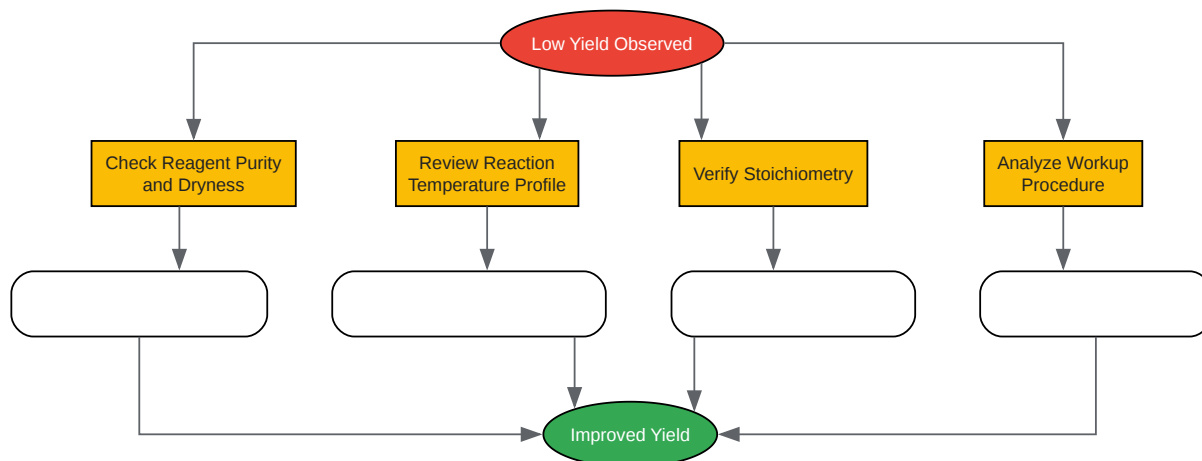 Low Yield Observed
Check Reagent Purity
and Dryness
Review Reaction
Temperature Profile
Verify Stoichiometry
Analyze Workup
Procedure
Improved Yield